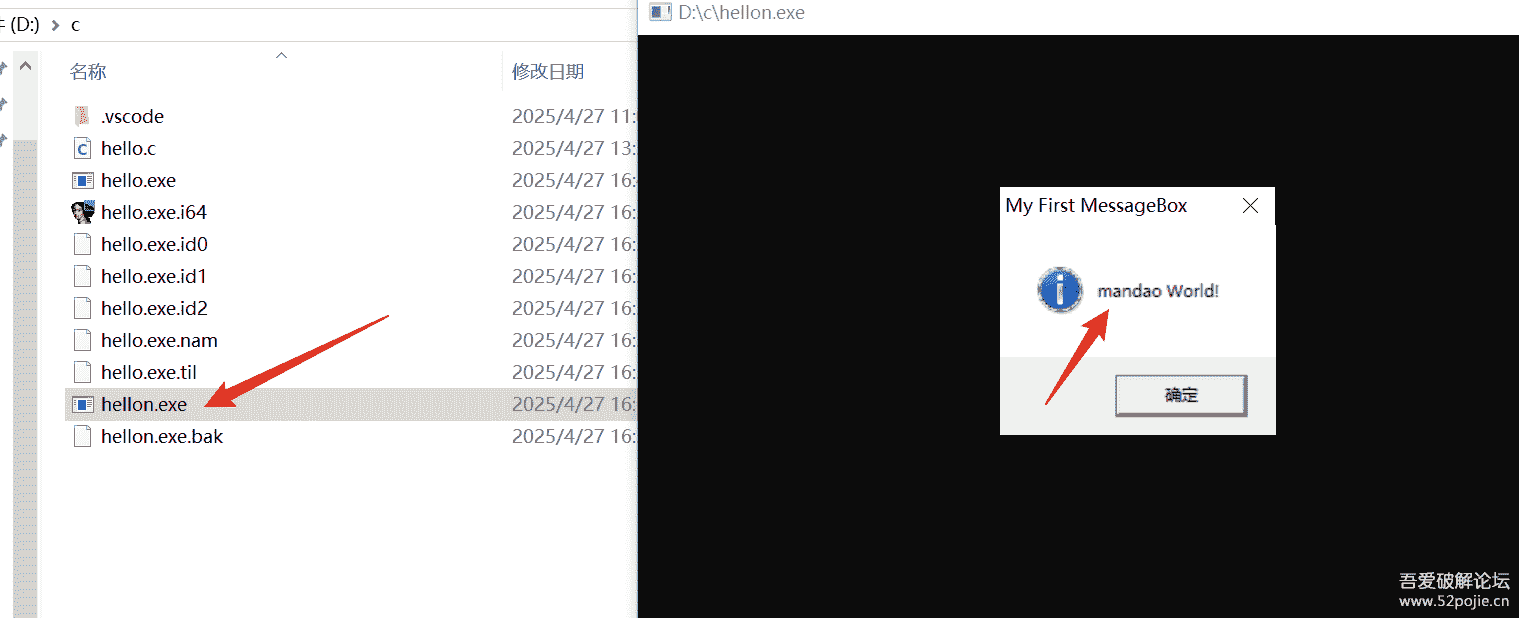 (D:) > c
名称
修改日期
.vscode
2025/4/27 11:
hello.c
2025/4/27 13:
hello.exe
2025/4/27 16:
hello.exe.i64
2025/4/27 16:
hello.exe.id0
2025/4/27 16:
hello.exe.id1
2025/4/27 16:
hello.exe.id2
2025/4/27 16:
hello.exe.nam
2025/4/27 16:
hello.exe.til
2025/4/27 16:
hellon.exe
2025/4/27 16:
hellon.exe.bak
2025/4/27 16:
D:\c\hellon.exe
My First MessageBox
mandao World!
确定
吾爱破解论坛
www.52pojie.cn